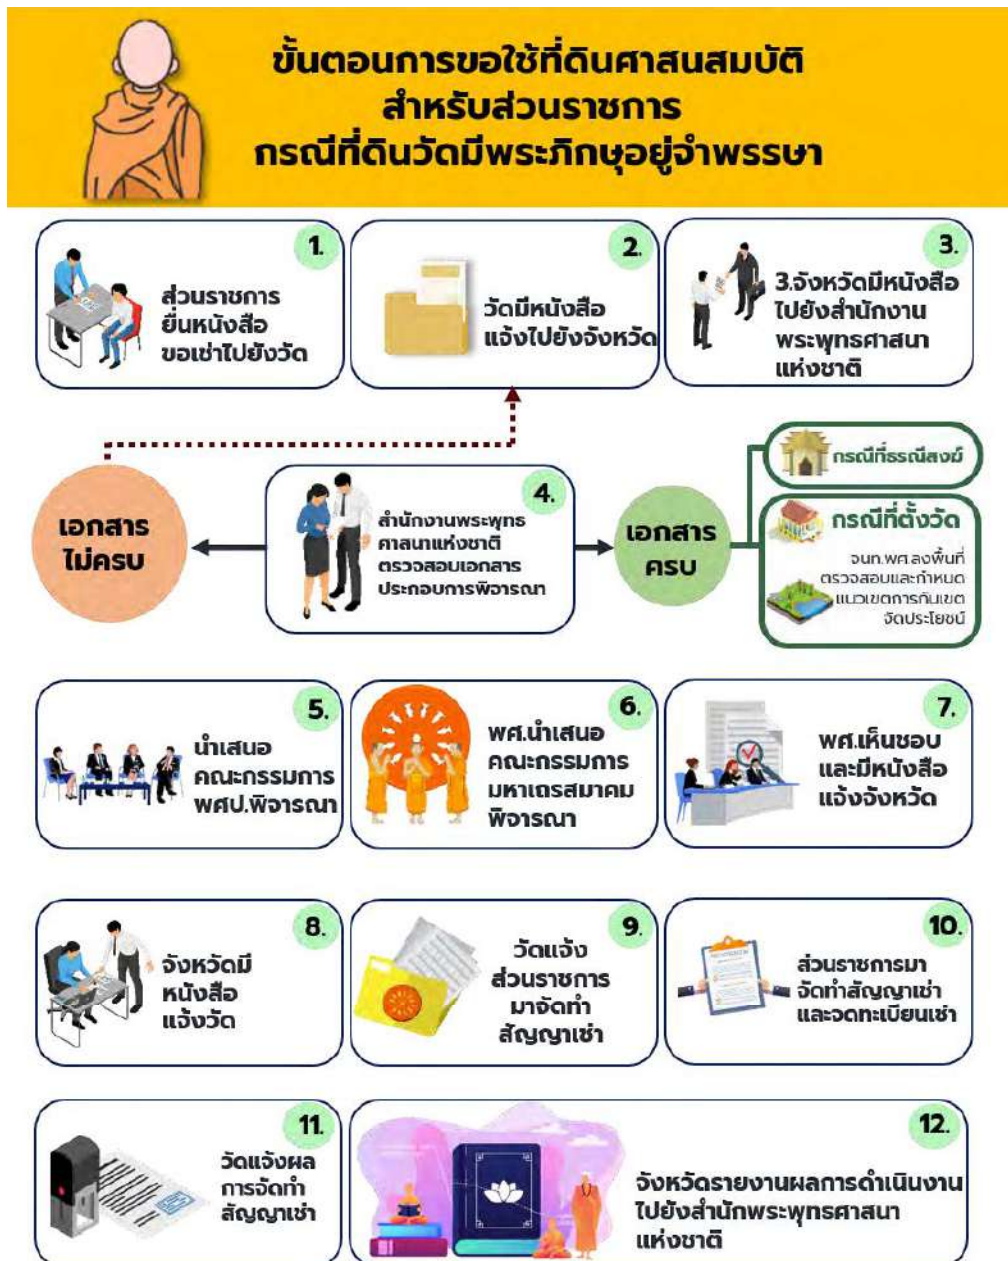 ขั้นตอนการขอใช้ที่ดินศาสนสมบัติ
สำหรับส่วนราชการ
กรณีที่ดินวัดมีพระภิกษุอยู่จำพรรษา
1.
ส่วนราชการ
ยื่นหนังสือ
ขอเช่าไปยังวัด
2.
วัดมีหนังสือ
แจ้งไปยังจังหวัด
3.
3.จังหวัดมีหนังสือ
ไปยังสำนักงาน
พระพุทธศาสนา
แห่งชาติ
เอกสาร
ไม่ครบ
4.
สำนักงานพระพุทธ
ศาสนาแห่งชาติ
ตรวจสอบเอกสาร
ประกอบการพิจารณา
เอกสาร
ครบ
กรณีที่ธรณีสงฆ์
กรณีที่ตั้งวัด
จนท.พศ.ลงพื้นที่
ตรวจสอบและกำหนด
แนวเขตการกันเขต
จัดประโยชน์
5.
นำเสนอ
คณะกรรมการ
พศป.พิจารณา
6.
พศ.นำเสนอ
คณะกรรมการ
มหาเถรสมาคม
พิจารณา
7.
พศ.เห็นชอบ
และมีหนังสือ
แจ้งจังหวัด
8.
จังหวัดมี
หนังสือ
แจ้งวัด
9.
วัดแจ้ง
ส่วนราชการ
มาจัดทำ
สัญญาเช่า
10.
ส่วนราชการมา
จัดทำสัญญาเช่า
และจดทะเบียนเช่า
11.
วัดแจ้งผล
การจัดทำ
สัญญาเช่า
12.
จังหวัดรายงานผลการดำเนินงาน
ไปยังสำนักพระพุทธศาสนา
แห่งชาติ